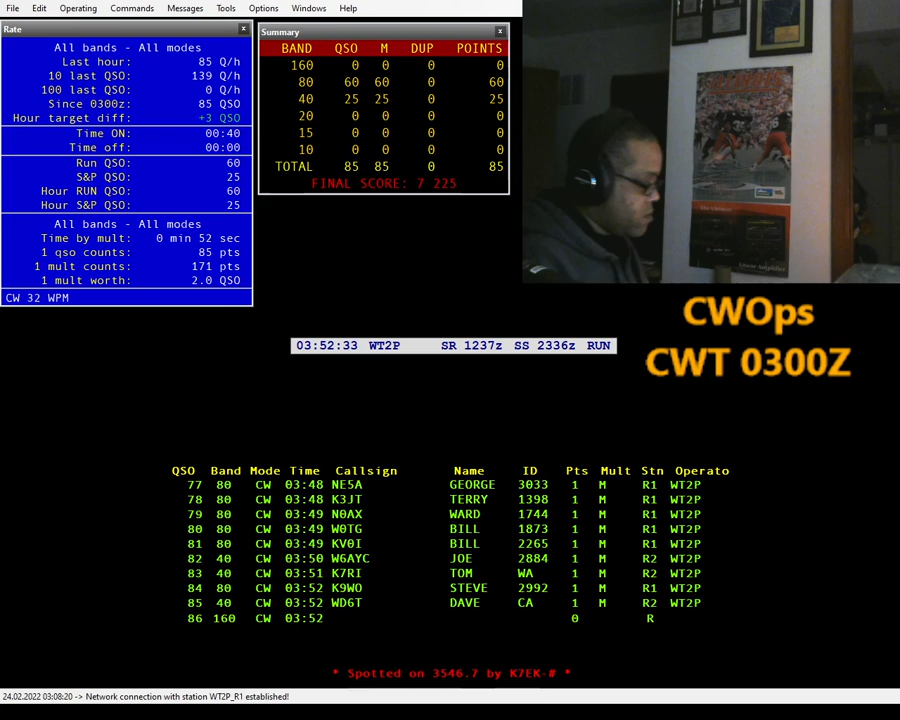 File Edit Operating Commands Messages Tools Options Windows Help
Rate x
All bands - All modes
Last hour: 85 Q/h
10 last QSO: 139 Q/h
100 last QSO: 0 Q/h
Since 0300z: 85 QSO
Hour target diff: +3 QSO
Time ON: 00:40
Time off: 00:00
Run QSO: 60
S&P QSO: 25
Hour RUN QSO: 60
Hour S&P QSO: 25
All bands - All modes
Time by mult: 0 min 52 sec
1 qso counts: 85 pts
1 mult counts: 171 pts
1 mult worth: 2.0 QSO
CW 32 WPM
Summary x
BAND QSO M DUP POINTS
160 0 0 0 0
80 60 60 0 60
40 25 25 0 25
20 0 0 0 0
15 0 0 0 0
10 0 0 0 0
TOTAL 85 85 0 85
FINAL SCORE: 7 225
CWOps
CWT 0300Z
03:52:33 WT2P SR 1237z SS 2336z RUN
QSO Band Mode Time Callsign Name ID Pts Mult Stn Operato
77 80 CW 03:48 NE5A GEORGE 3033 1 M R1 WT2P
78 80 CW 03:48 K3JT TERRY 1398 1 M R1 WT2P
79 80 CW 03:49 N0AX WARD 1744 1 M R1 WT2P
80 80 CW 03:49 W0TG BILL 1873 1 M R1 WT2P
81 80 CW 03:49 KV0I BILL 2265 1 M R1 WT2P
82 40 CW 03:50 W6AYC JOE 2884 1 M R2 WT2P
83 40 CW 03:51 K7RI TOM WA 1 M R2 WT2P
84 80 CW 03:52 K9WO STEVE 2992 1 M R1 WT2P
85 40 CW 03:52 WD6T DAVE CA 1 M R2 WT2P
86 160 CW 03:52 0 R
* Spotted on 3546.7 by K7EK-# *
24.02.2022 03:08:20 -> Network connection with station WT2P_R1 established!